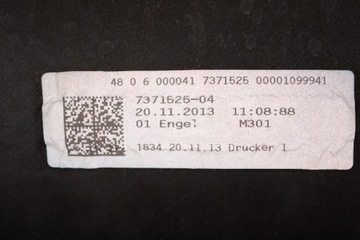 48 0 6 000041 7371525 00001099941
7371525-04
20.11.2013 11:08:88
01 Engel M301
1834 20.11.13 Drucker 1